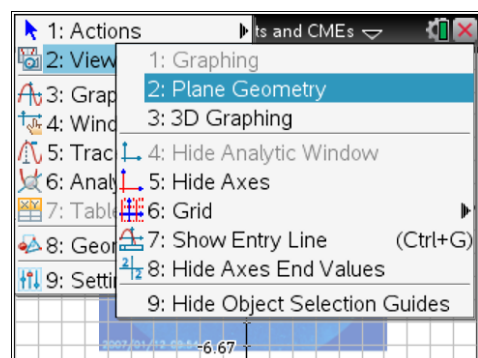 1: Actions
ts and CMEs
2: View
1: Graphing
2: Plane Geometry
3: Grap
3: 3D Graphing
4: Wind
4: Hide Analytic Window
5: Trac
5: Hide Axes
6: Analy
6: Grid
7: Table
7: Show Entry Line (Ctrl+G)
8: Geor
8: Hide Axes End Values
9: Settin
9: Hide Object Selection Guides
-6.67